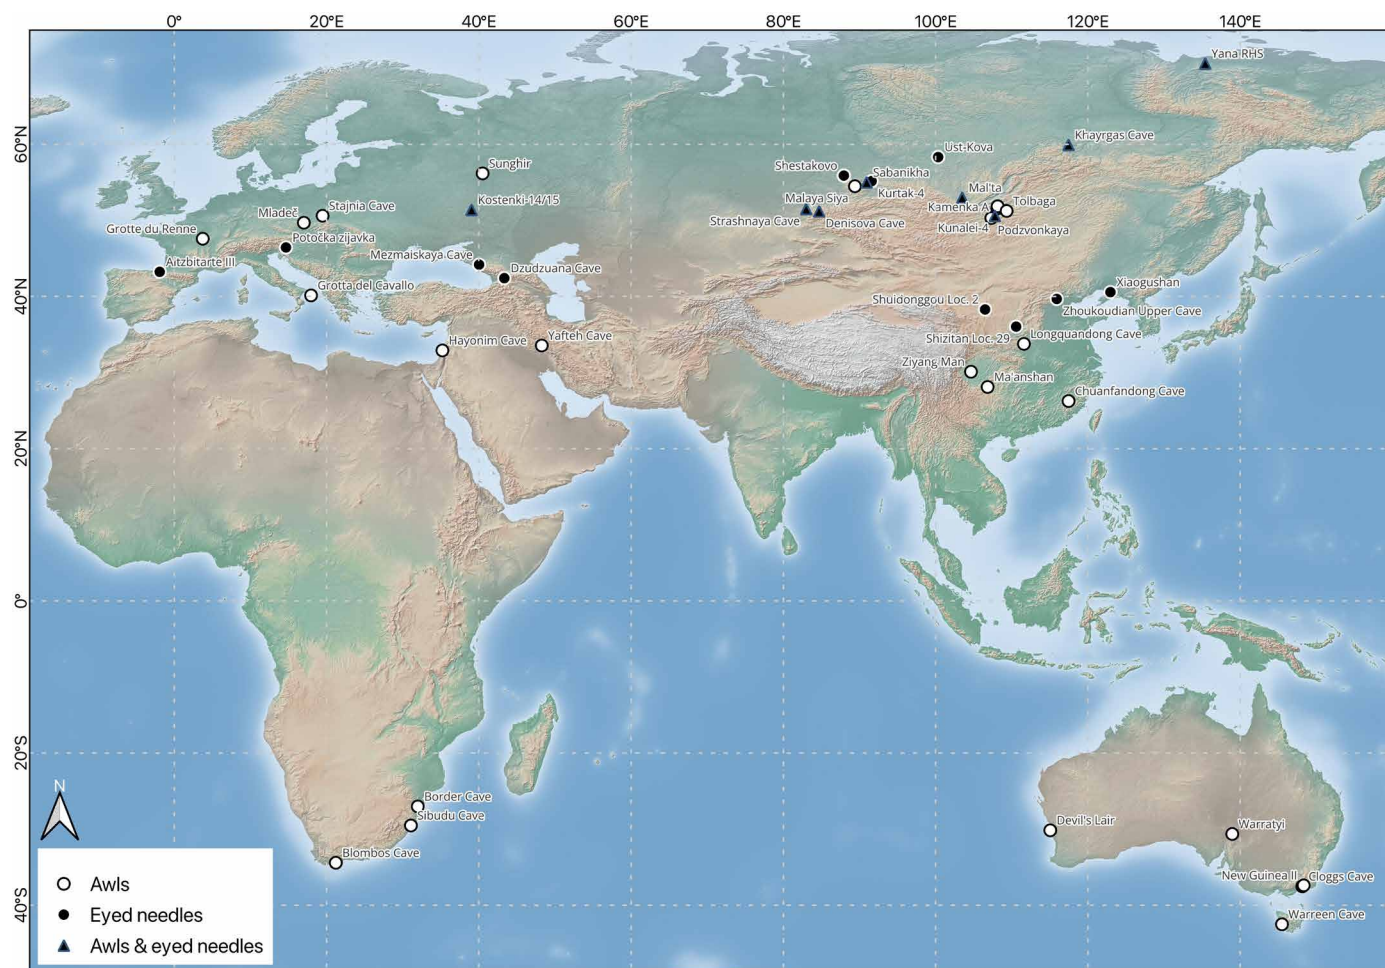 0° 20°E 40°E 60°E 80°E 100°E 120°E 140°E
Yana RHS
60°N
Khayrgas Cave
Ust-Kova
Sunghir
Shestakovo
Sabanikha
Kurtak-4
Mal'ta
Malaya Siya
Kostenki-14/15
Kamenka A
Tolbaga
Stajnia Cave
Mladeč
Strashnaya Cave
Denisova Cave
Kunalei-4
Podzvonkaya
Grotte du Renne
Potočka zijavka
Mezmaiskaya Cave
Aitzbitarte III
Dzudzuana Cave
Grotta del Cavallo
Xiaogushan
40°N
Shuidonggou Loc. 2
Zhoukoudian Upper Cave
Hayonim Cave
Yafteh Cave
Shizitan Loc. 29
Longquandong Cave
Ziyang Man
Ma'anshan
Chuanfandong Cave
20°N
0°
20°S
N
Border Cave
Sibudu Cave
Blombos Cave
Devil's Lair
Warratyi
New Guinea II
Cloggs Cave
40°S
Warreen Cave
Awls
Eyed needles
Awls & eyed needles